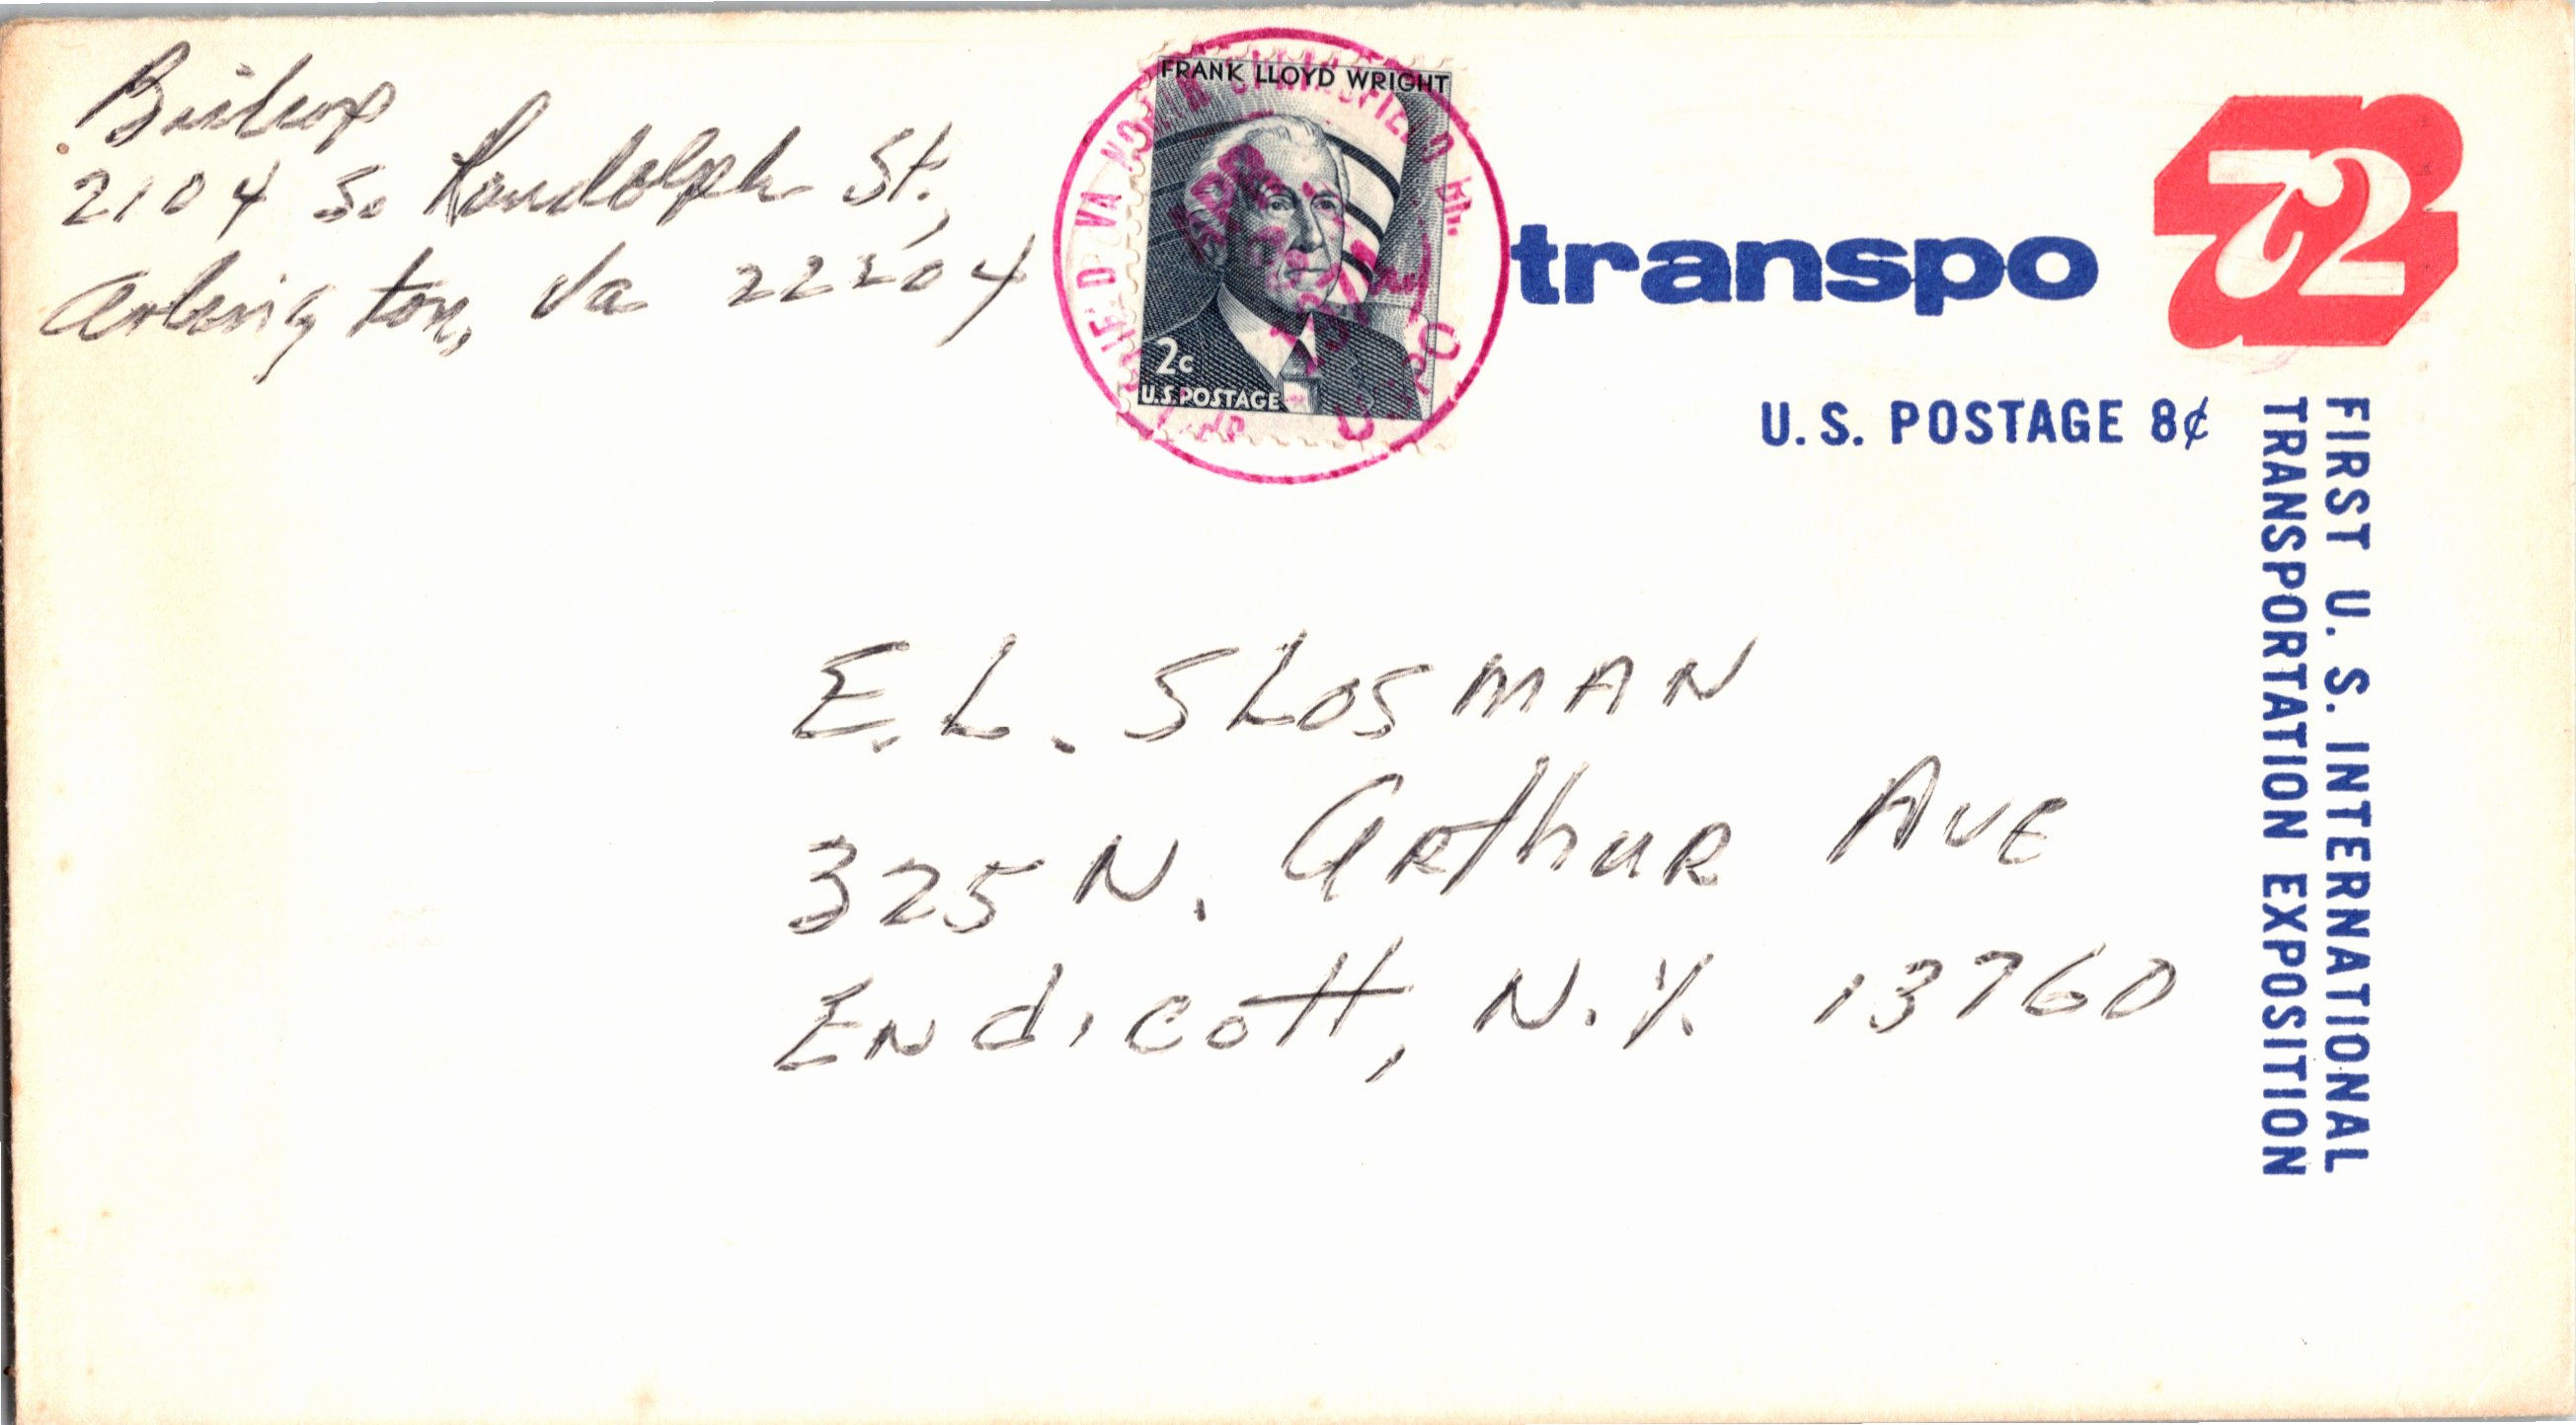 Bishop
2104 So Randolph St.,
Arlington, Va 22204
FRANK LLOYD WRIGHT
2c
U.S. POSTAGE
VA
transpo 72
U.S. POSTAGE 8¢
FIRST U. S. INTERNATIONAL
TRANSPORTATION EXPOSITION
E. L. SLOSMAN
325 N. ARthuR AVE
Endicott, N.Y. 13760